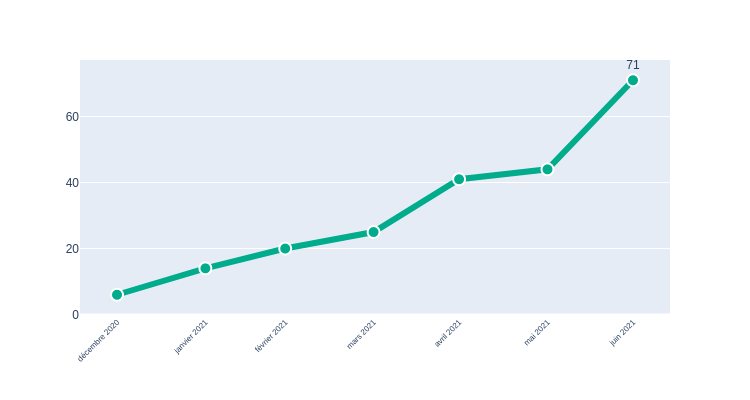 71
60
40
20
0
décembre 2020
janvier 2021
février 2021
mars 2021
avril 2021
mai 2021
juin 2021